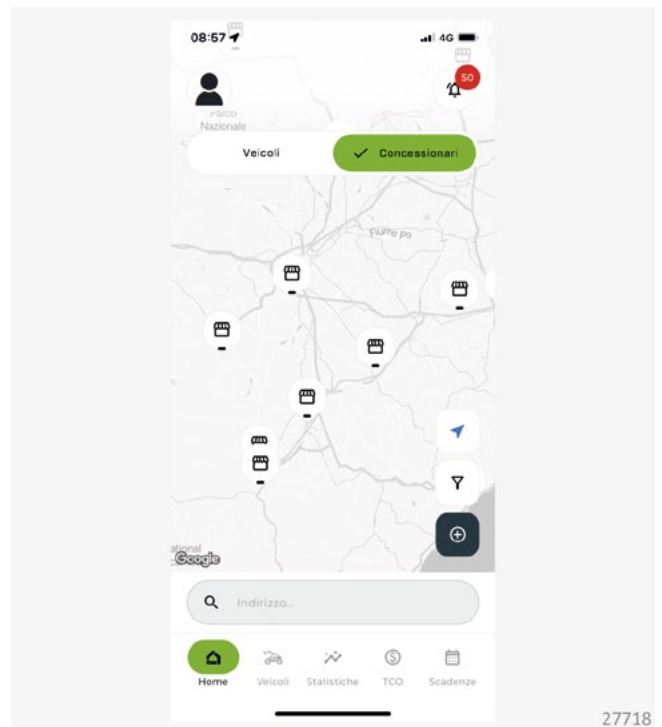 08:57
4G
50
Parco
Nazionale
Veicoli
Concessionari
Fiume Po
ational
Google
Indirizzo...
Home
Veicoli
Statistiche
TCO
Scadenze
27718